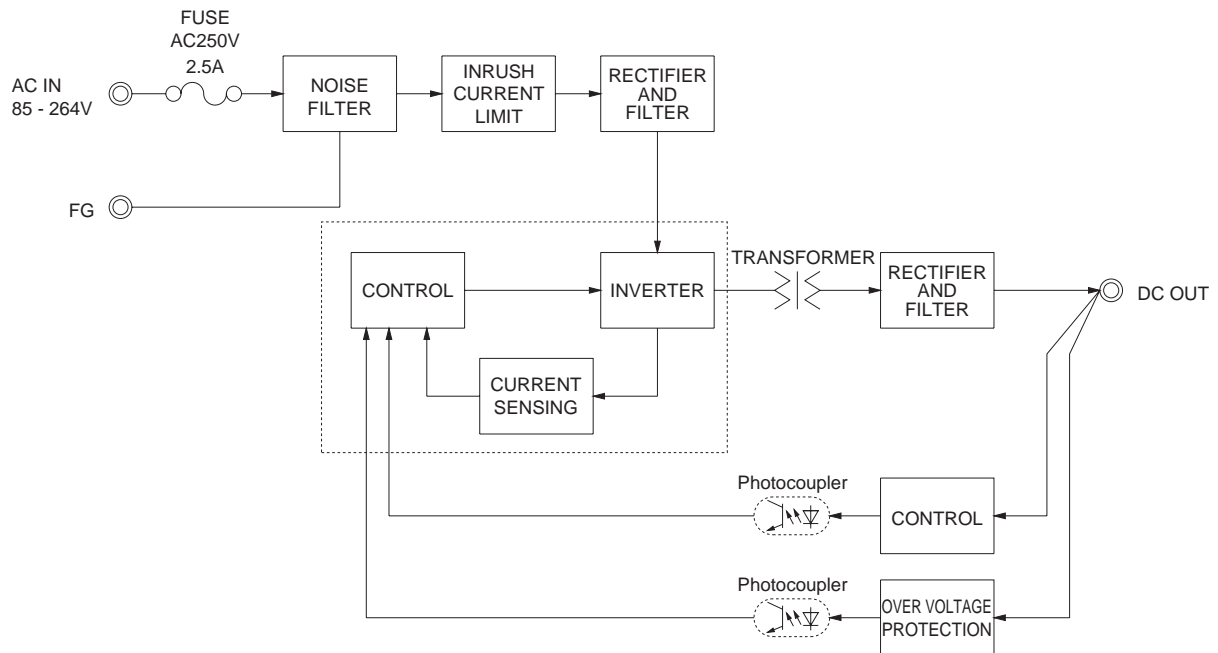 FUSE
AC250V
2.5A
AC IN
85 - 264V
NOISE
FILTER
INRUSH
CURRENT
LIMIT
RECTIFIER
AND
FILTER
FG
CONTROL
INVERTER
TRANSFORMER
RECTIFIER
AND
FILTER
DC OUT
CURRENT
SENSING
Photocoupler
CONTROL
Photocoupler
OVER VOLTAGE
PROTECTION